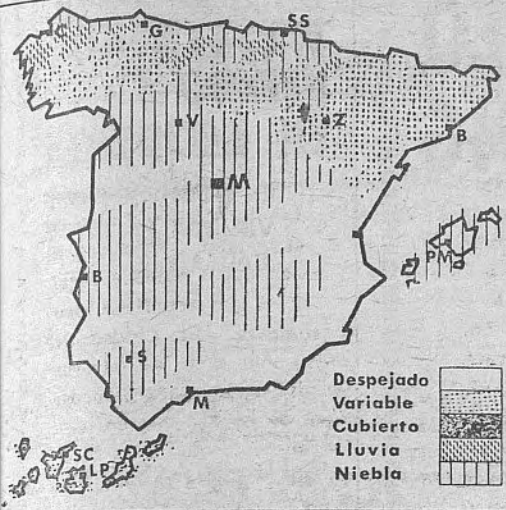 C
G
SS
V
Z
B
M
PM
B
S
M
SC
LP
Despejado
Variable
Cubierto
Lluvia
Niebla